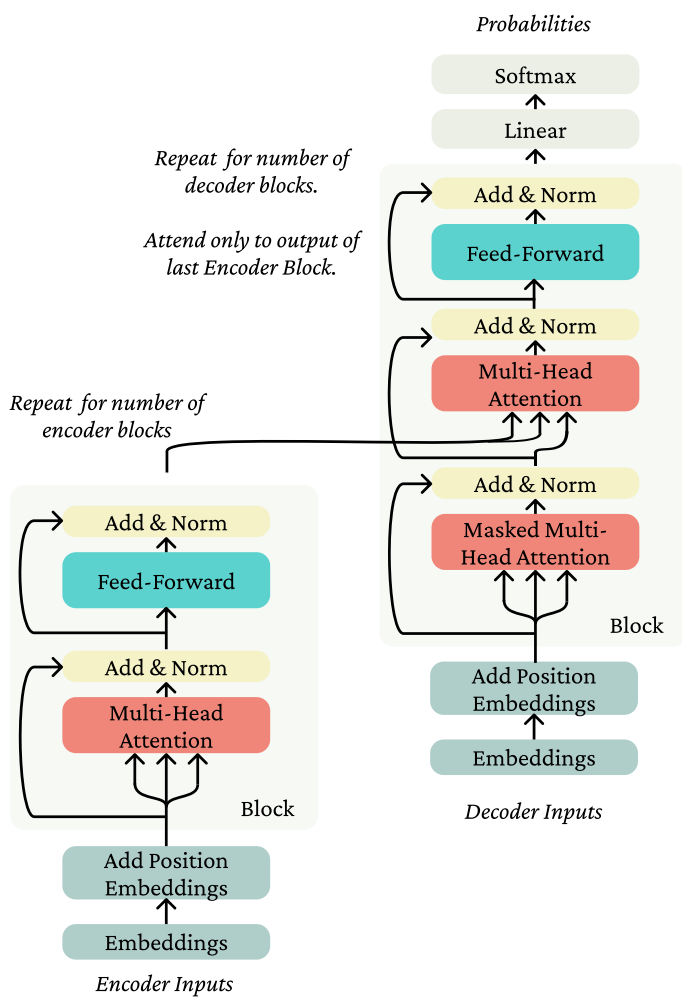 Probabilities
Softmax
Linear
Repeat for number of
decoder blocks.
Attend only to output of
last Encoder Block.
Add & Norm
Feed-Forward
Add & Norm
Multi-Head
Attention
Add & Norm
Masked Multi-
Head Attention
Block
Add Position
Embeddings
Embeddings
Decoder Inputs
Repeat for number of
encoder blocks
Add & Norm
Feed-Forward
Add & Norm
Multi-Head
Attention
Block
Add Position
Embeddings
Embeddings
Encoder Inputs